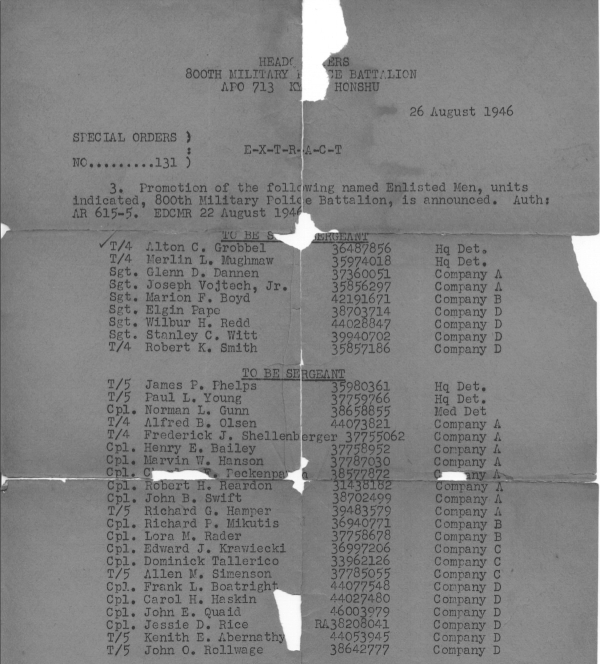 HEADQ   ERS
800TH MILITARY P   CE BATTALION
APO 713 KY   HONSHU
26 August 1946
SPECIAL ORDERS )
:
NO.........131 )
E-X-T-R-A-C-T
3. Promotion of the following named Enlisted Men, units
indicated, 800th Military Police Battalion, is announced. Auth:
AR 615-5. EDCMR 22 August 1946
TO BE S   ERGEANT
T/4 Alton C. Grobbel 36487856 Hq Det.
T/4 Merlin L. Mughmaw 35974018 Hq Det.
Sgt. Glenn D. Dannen 37360051 Company A
Sgt. Joseph Vojtech, Jr. 35856297 Company A
Sgt. Marion F. Boyd 42191671 Company B
Sgt. Elgin Pape 38703714 Company D
Sgt. Wilbur H. Redd 44028847 Company D
Sgt. Stanley C. Witt 39940702 Company D
T/4 Robert K. Smith 35857186 Company D
TO BE SERGEANT
T/5 James P. Phelps 35980361 Hq Det.
T/5 Paul L. Young 37759766 Hq Det.
Cpl. Norman L. Gunn 38658855 Med Det
T/4 Alfred B. Olsen 44073821 Company A
T/4 Frederick J. Shellenberger 37755062 Company A
Cpl. Henry E. Bailey 37758952 Company A
Cpl. Marvin W. Hanson 37787030 Company A
Cpl. 38577872 Company A
Cpl. Robert H. Reardon 31438182 Company A
Cpl. John B. Swift 38702499 Company A
T/5 Richard G. Hamper 39483579 Company A
Cpl. Richard P. Mikutis 36940771 Company B
Cpl. Lora M. Rader 37758678 Company B
Cpl. Edward J. Krawiecki 36997206 Company C
Cpl. Dominick Tallerico 33962126 Company C
T/5 Allen M. Simenson 37785055 Company C
Cpl. Frank L. Boatright 44077548 Company D
Cpl. Carol H. Haskin 44027480 Company D
Cpl. John E. Quaid 46003979 Company D
Cpl. Jessie D. Rice RA38208041 Company D
T/5 Kenith E. Abernathy 44053945 Company D
T/5 John O. Rollwage 38642777 Company D